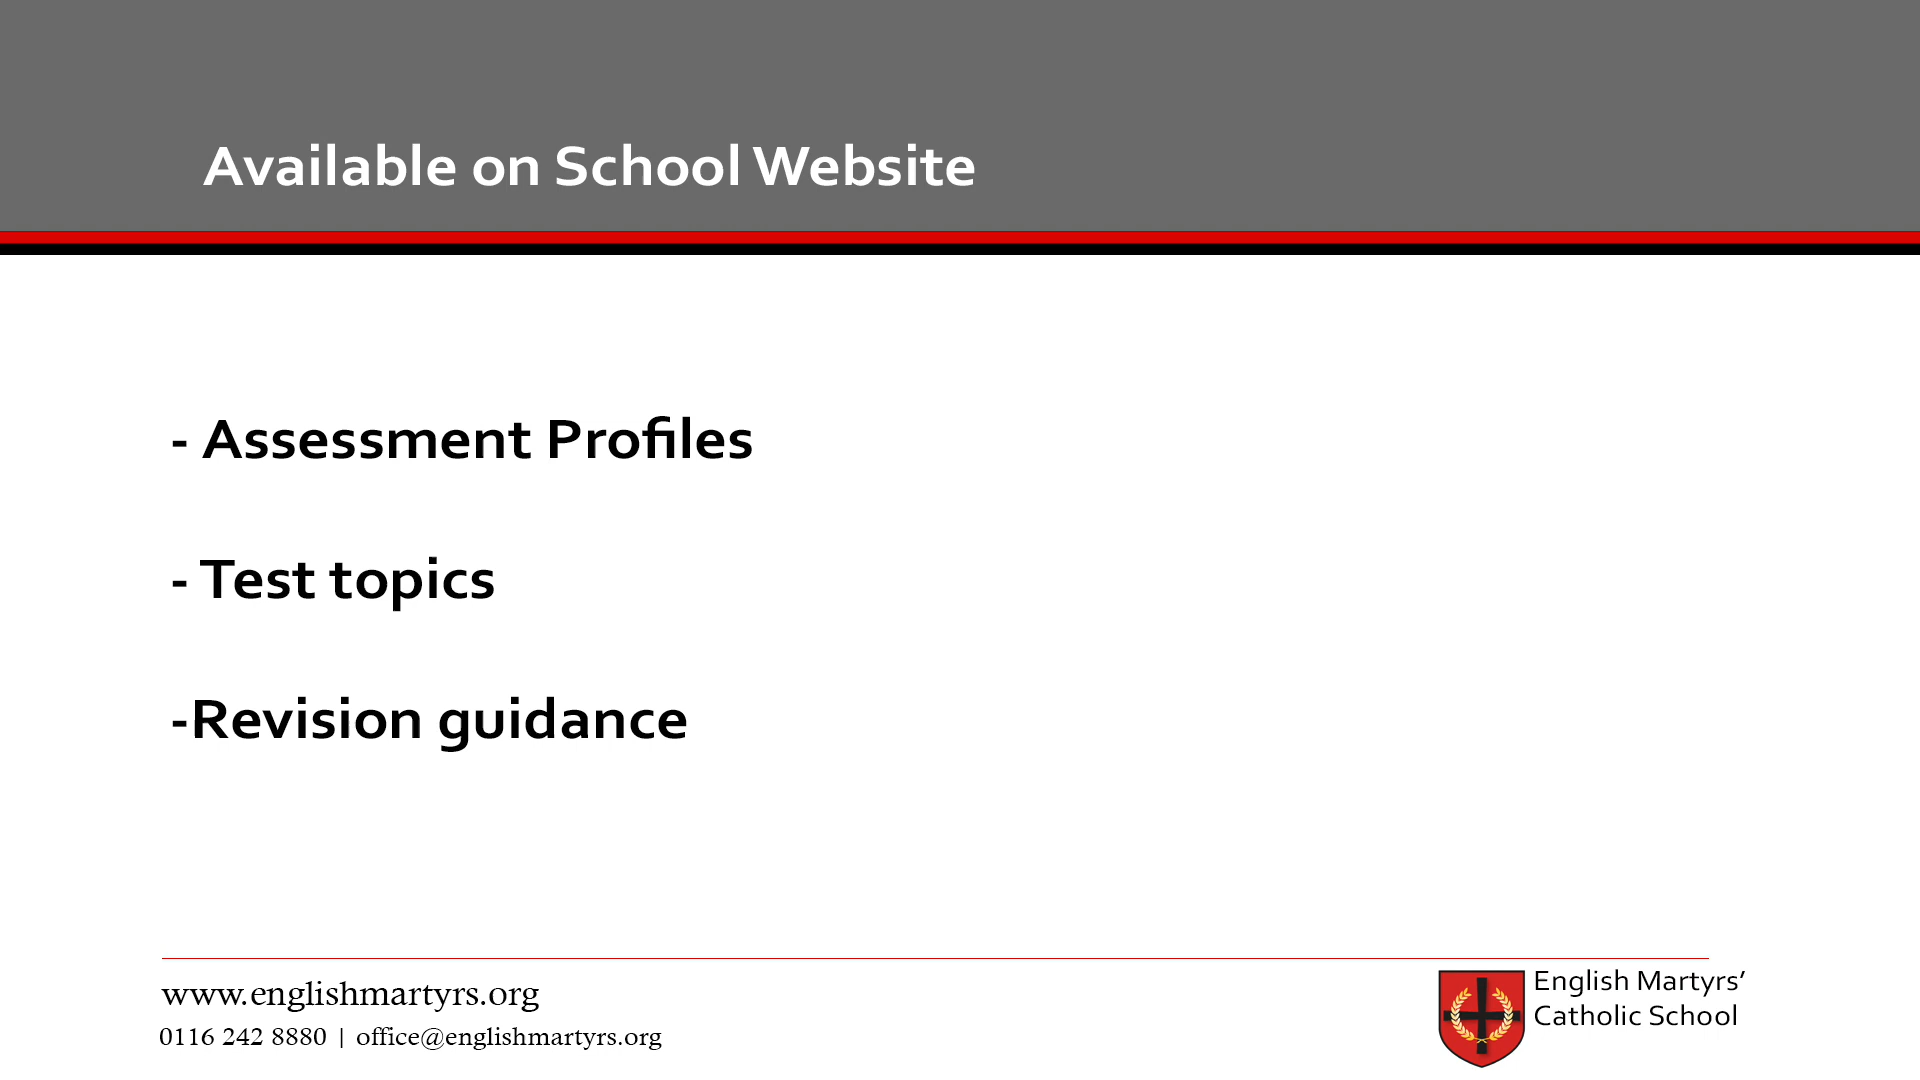 Available on School Website
- Assessment Profiles
- Test topics
-Revision guidance
www.englishmartyrs.org
0116 242 8880 | office@englishmartyrs.org
English Martyrs’
Catholic School